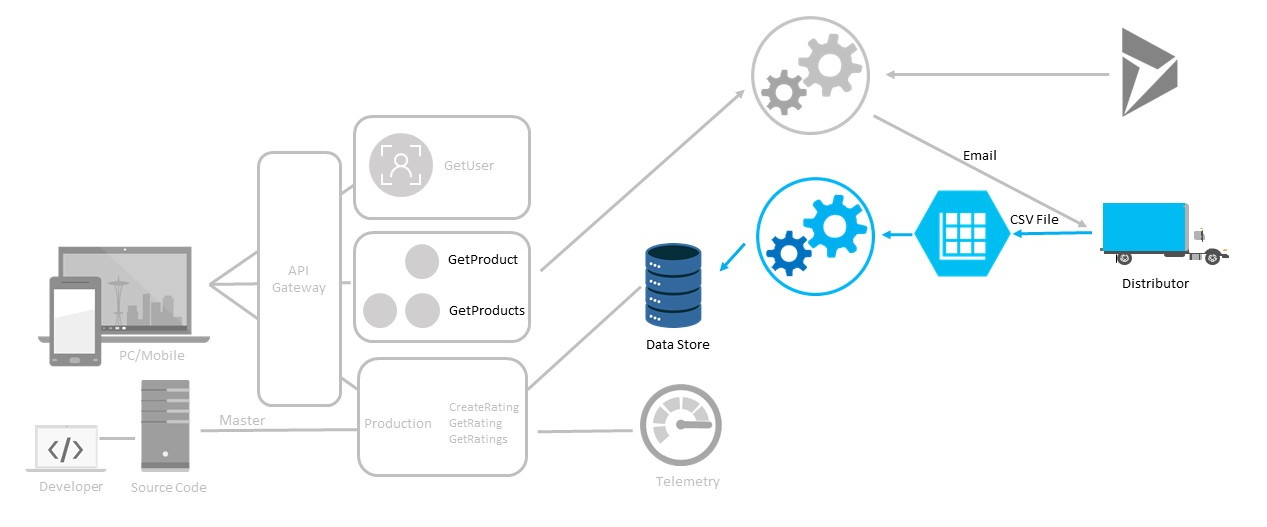 Email
CSV File
Distributor
GetUser
API
Gateway
GetProduct
GetProducts
Data Store
PC/Mobile
Master
Production
CreateRating
GetRating
GetRatings
</>
Developer
Source Code
Telemetry